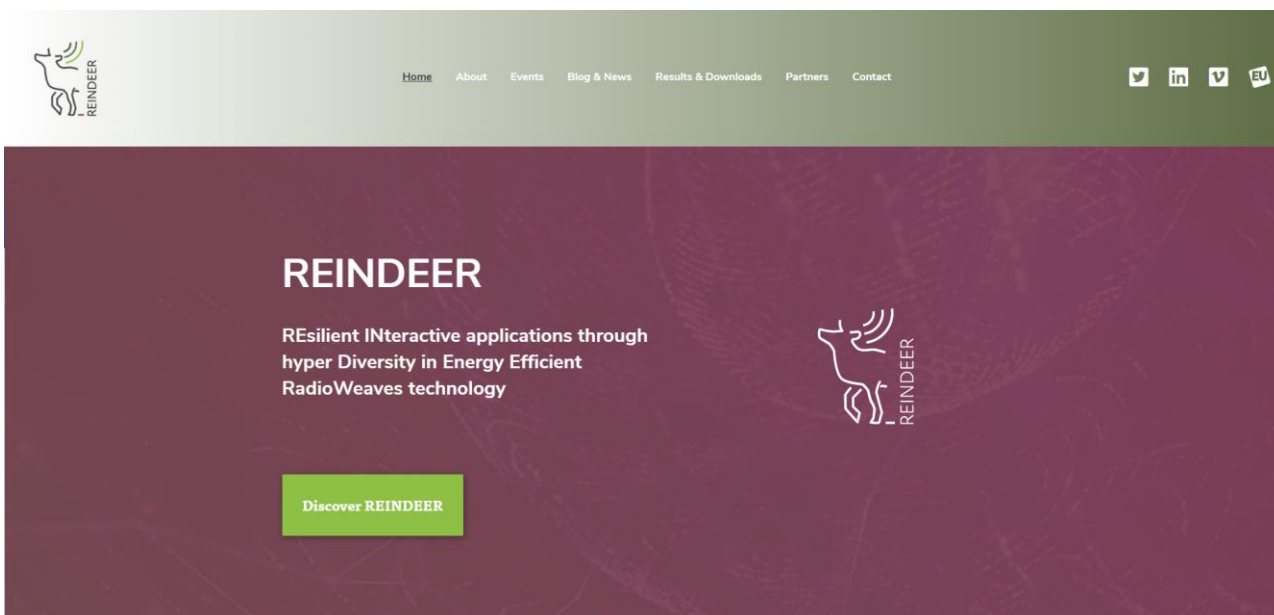 REINDEER
Home About Events Blog & News Results & Downloads Partners Contact
EU
REINDEER
REsilient INteractive applications through
hyper Diversity in Energy Efficient
RadioWeaves technology
REINDEER
Discover REINDEER